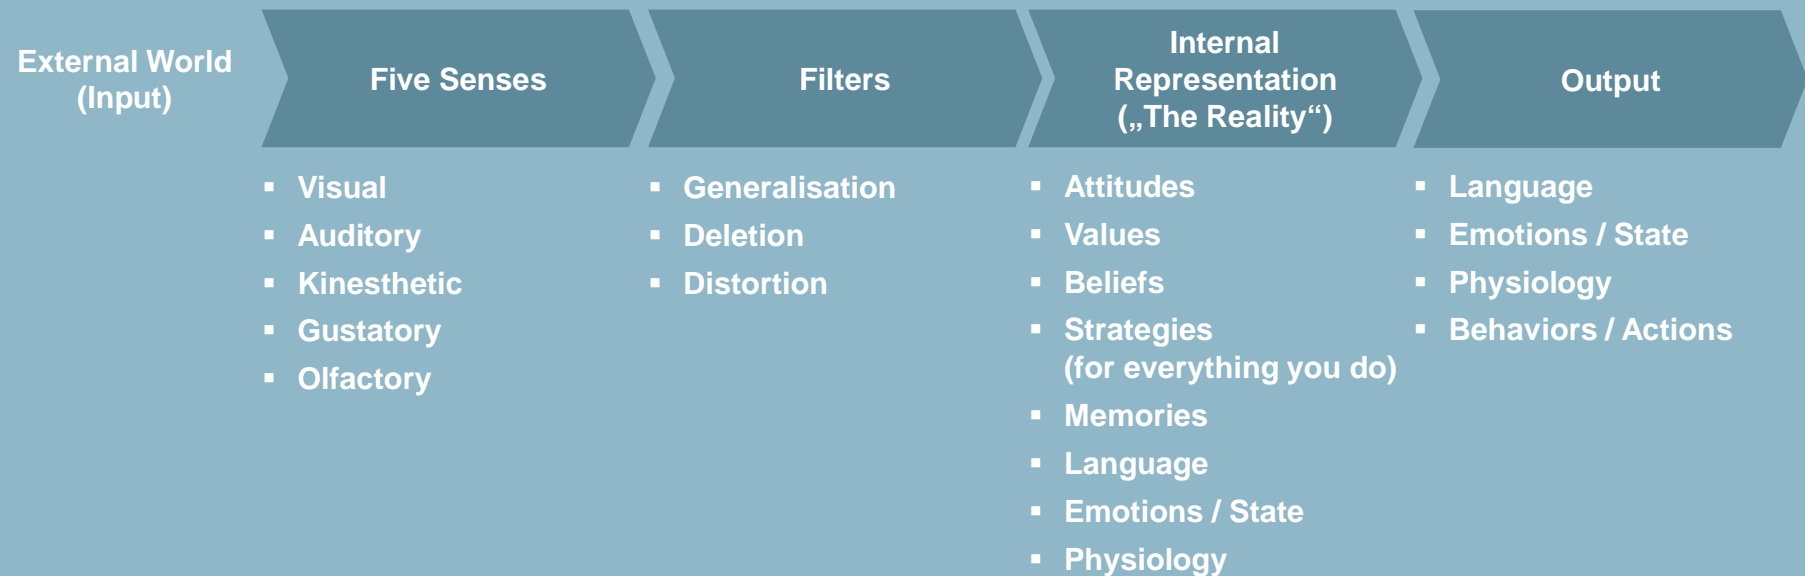 External World
(Input)
Five Senses
Filters
Internal
Representation
(„The Reality“)
Output
▪ Visual
▪ Auditory
▪ Kinesthetic
▪ Gustatory
▪ Olfactory
▪ Generalisation
▪ Deletion
▪ Distortion
▪ Attitudes
▪ Values
▪ Beliefs
▪ Strategies
(for everything you do)
▪ Memories
▪ Language
▪ Emotions / State
▪ Physiology
▪ Language
▪ Emotions / State
▪ Physiology
▪ Behaviors / Actions